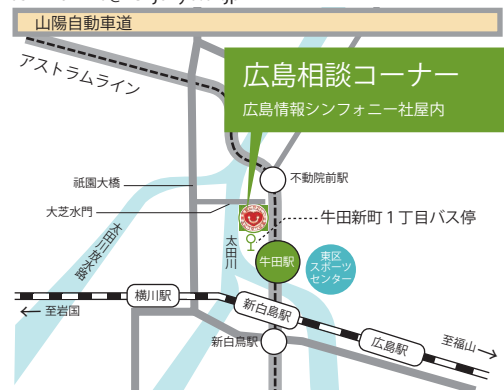 山陽自動車道
アストラムライン
広島相談コーナー
広島情報シンフォニー社屋内
不動院前駅
祇園大橋
大芝水門
牛田新町１丁目バス停
太田川放水路
太田川
牛田駅
東区
スポーツ
センター
横川駅
新白島駅
至岩国
新白島駅
広島駅
至福山